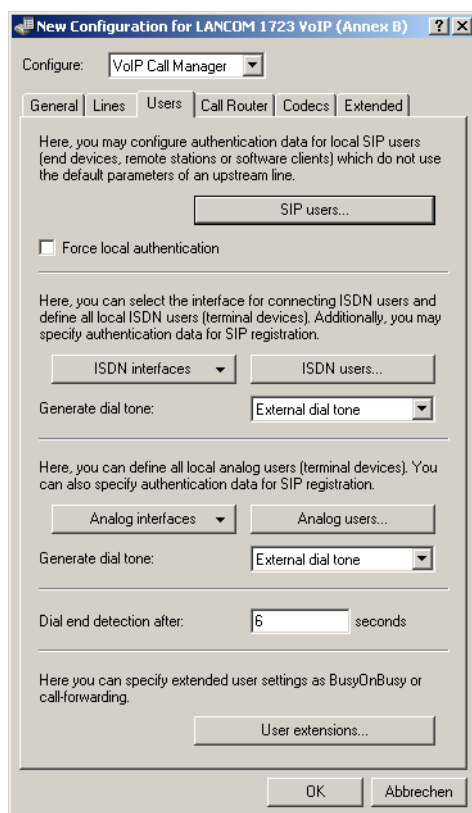 New Configuration for LANCOM 1723 VoIP (Annex B)
Configure: VoIP Call Manager
General Lines Users Call Router Codecs Extended
Here, you may configure authentication data for local SIP users
(end devices, remote stations or software clients) which do not use
the default parameters of an upstream line.
SIP users...
Force local authentication
Here, you can select the interface for connecting ISDN users and
define all local ISDN users (terminal devices). Additionally, you may
specify authentication data for SIP registration.
ISDN interfaces ISDN users...
Generate dial tone: External dial tone
Here, you can define all local analog users (terminal devices). You
can also specify authentication data for SIP registration.
Analog interfaces Analog users...
Generate dial tone: External dial tone
Dial end detection after: 6 seconds
Here you can specify extended user settings as BusyOnBusy or
call-forwarding.
User extensions...
OK Abbrechen